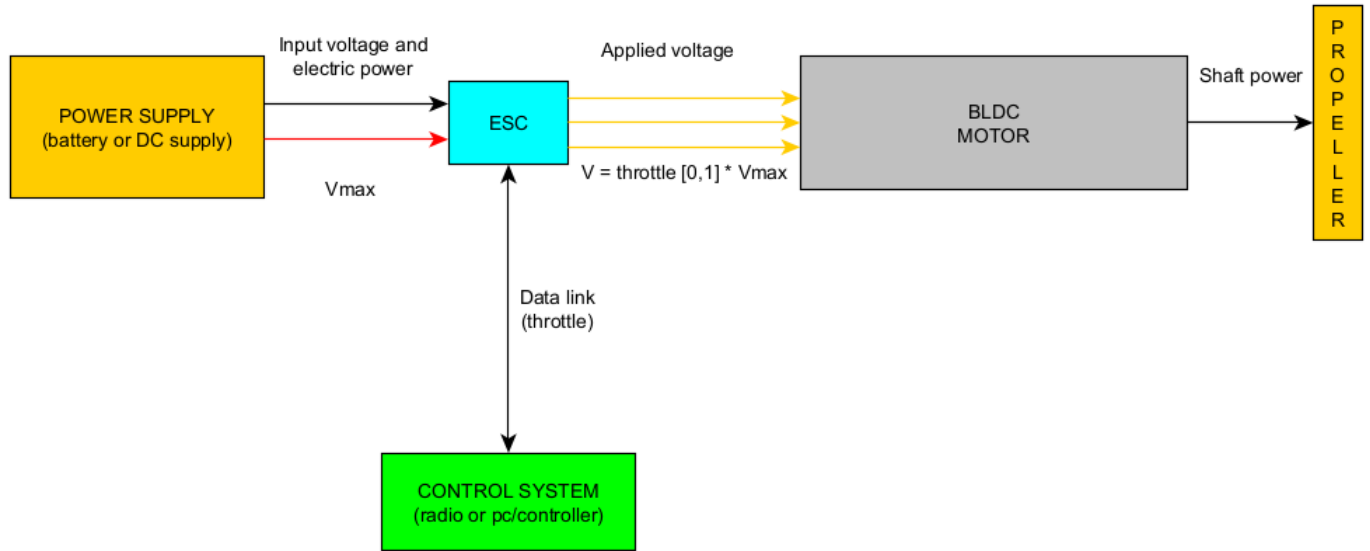 Input voltage and
electric power
Applied voltage
Shaft power
POWER SUPPLY
(battery or DC supply)
ESC
BLDC
MOTOR
P
R
O
P
E
L
L
E
R
Vmax
V = throttle [0,1] * Vmax
Data link
(throttle)
CONTROL SYSTEM
(radio or pc/controller)